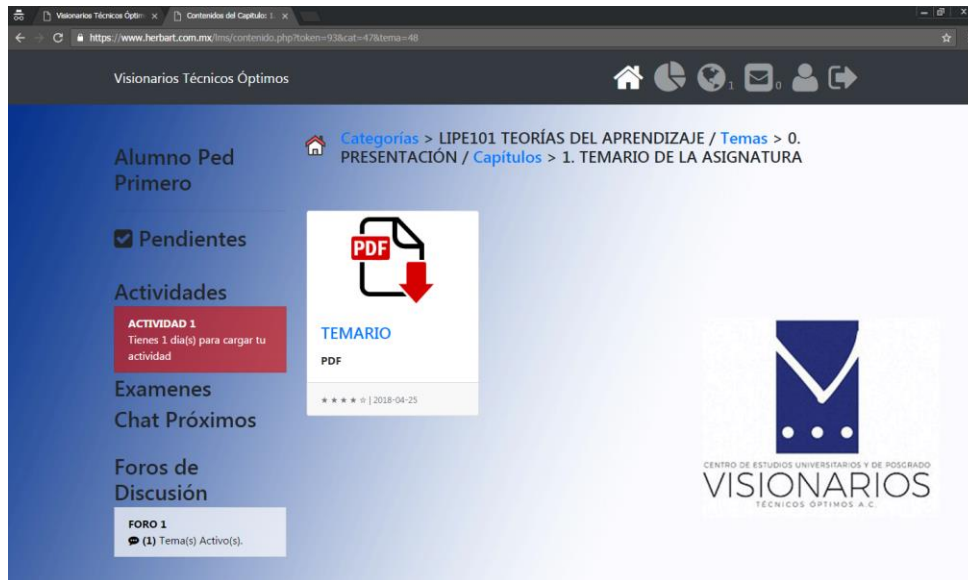 Visionarios Técnicos Óptim
Contenidos del Capítulo: 1.
https://www.herbart.com.mx/lms/contenido.php?token=93&cat=47&tema=48
Visionarios Técnicos Óptimos
1
0
Alumno Ped
Primero
Pendientes
Actividades
ACTIVIDAD 1
Tienes 1 día(s) para cargar tu
actividad
Examenes
Chat Próximos
Foros de
Discusión
FORO 1
(1) Tema(s) Activo(s).
Categorías > LIPE101 TEORÍAS DEL APRENDIZAJE / Temas > 0.
PRESENTACIÓN / Capítulos > 1. TEMARIO DE LA ASIGNATURA
PDF
TEMARIO
PDF
★ ★ ★ ★ ☆ | 2018-04-25
CENTRO DE ESTUDIOS UNIVERSITARIOS Y DE POSGRADO
VISIONARIOS
TÉCNICOS ÓPTIMOS A.C.